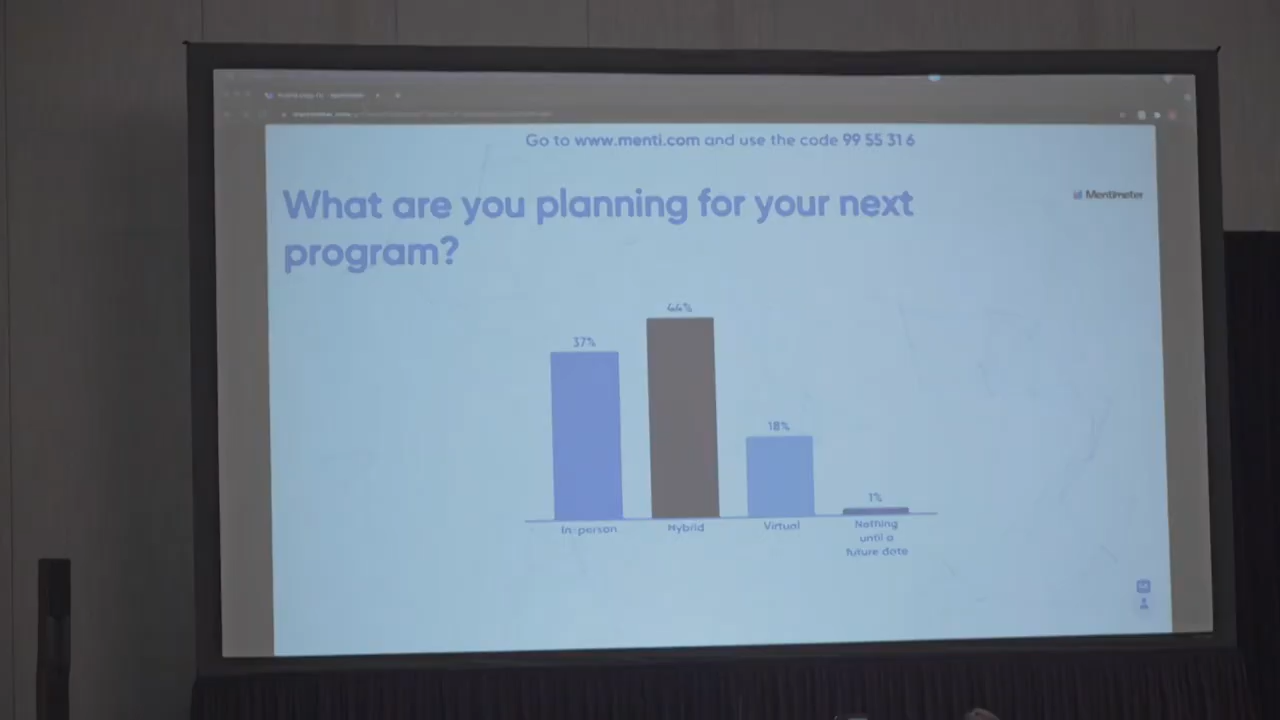 Go to www.menti.com and use the code 99 55 31 6
What are you planning for your next
program?
Mentimeter
44%
37%
18%
1%
In-person
Hybrid
Virtual
Nothing
until a
future date